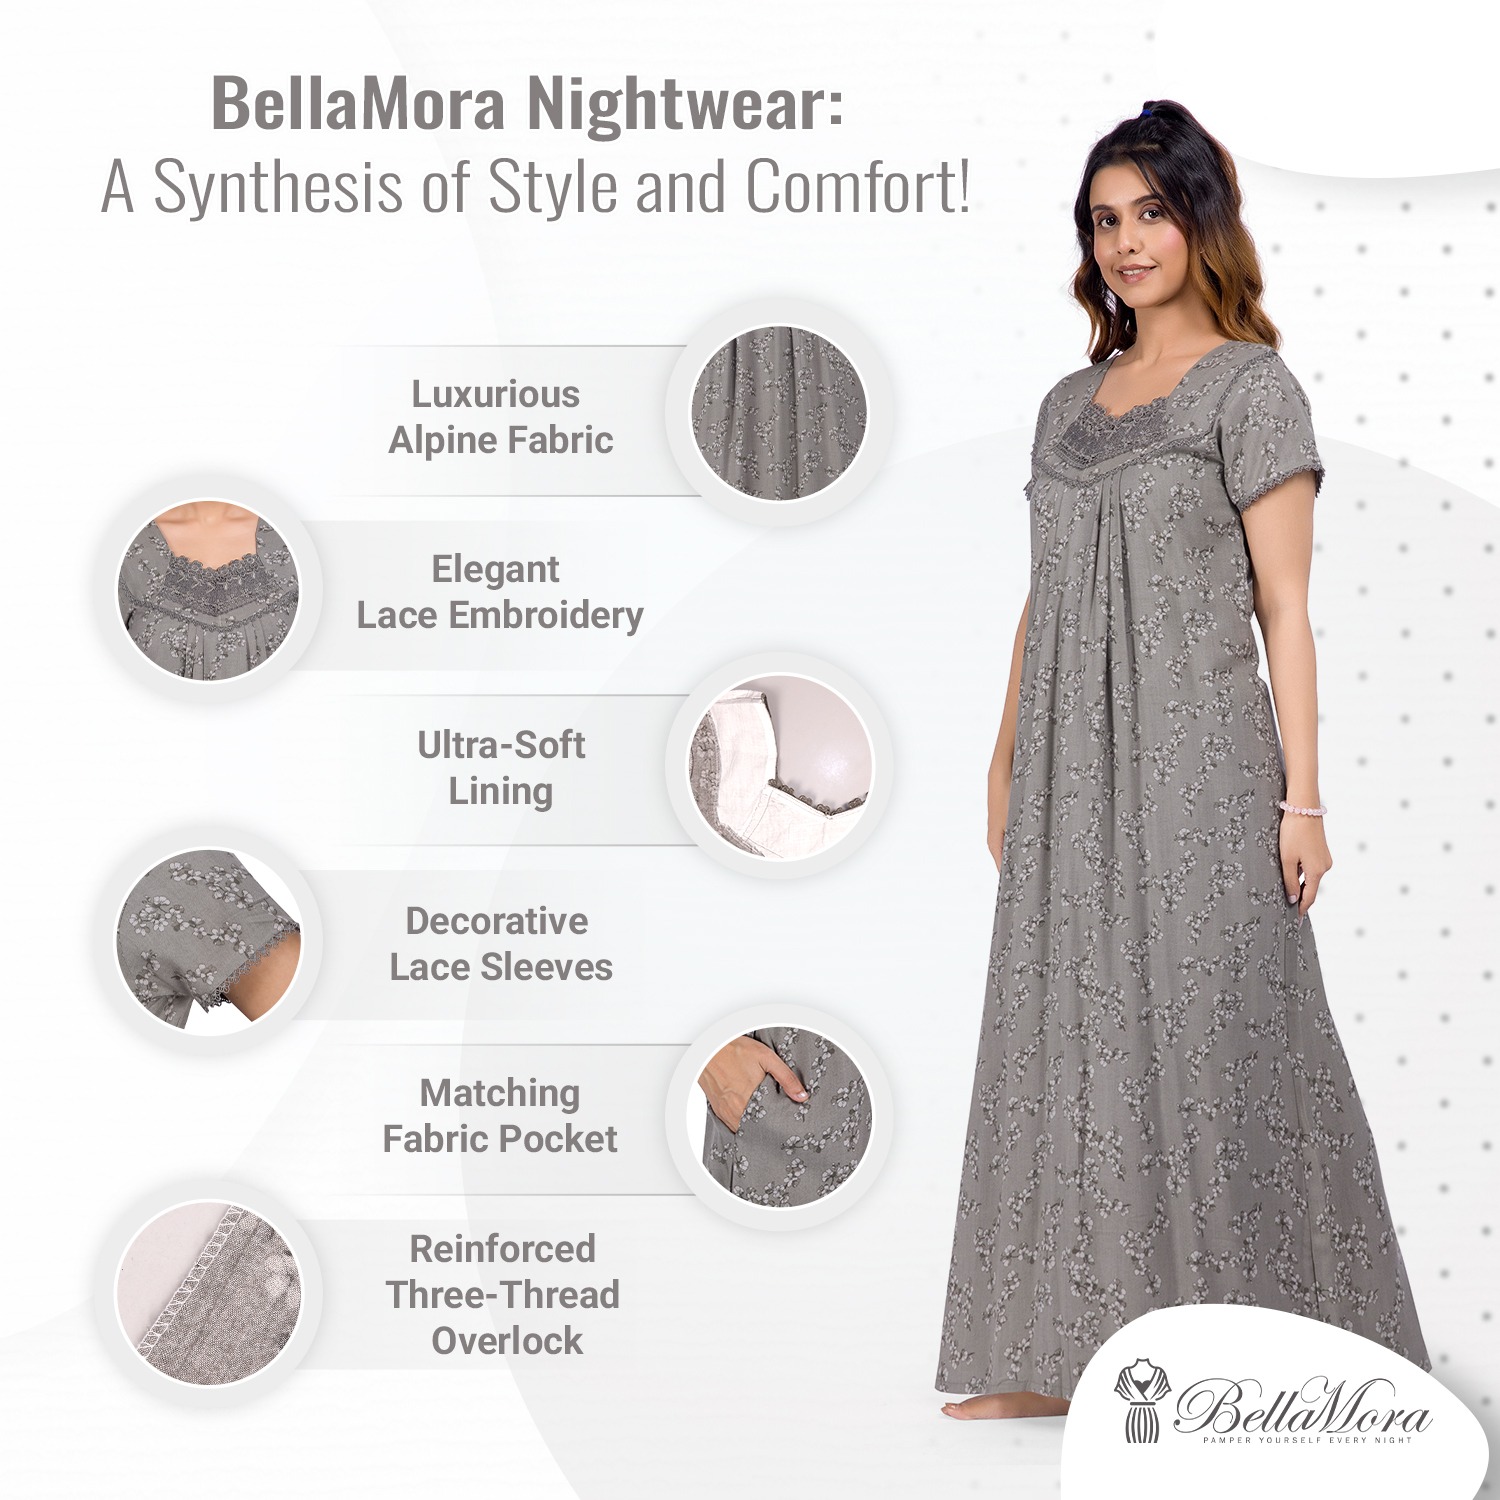 BellaMora Nightwear:
A Synthesis of Style and Comfort!
Luxurious
Alpine Fabric
Elegant
Lace Embroidery
Ultra-Soft
Lining
Decorative
Lace Sleeves
Matching
Fabric Pocket
Reinforced
Three-Thread
Overlock
BellaMora
PAMPER YOURSELF EVERY NIGHT